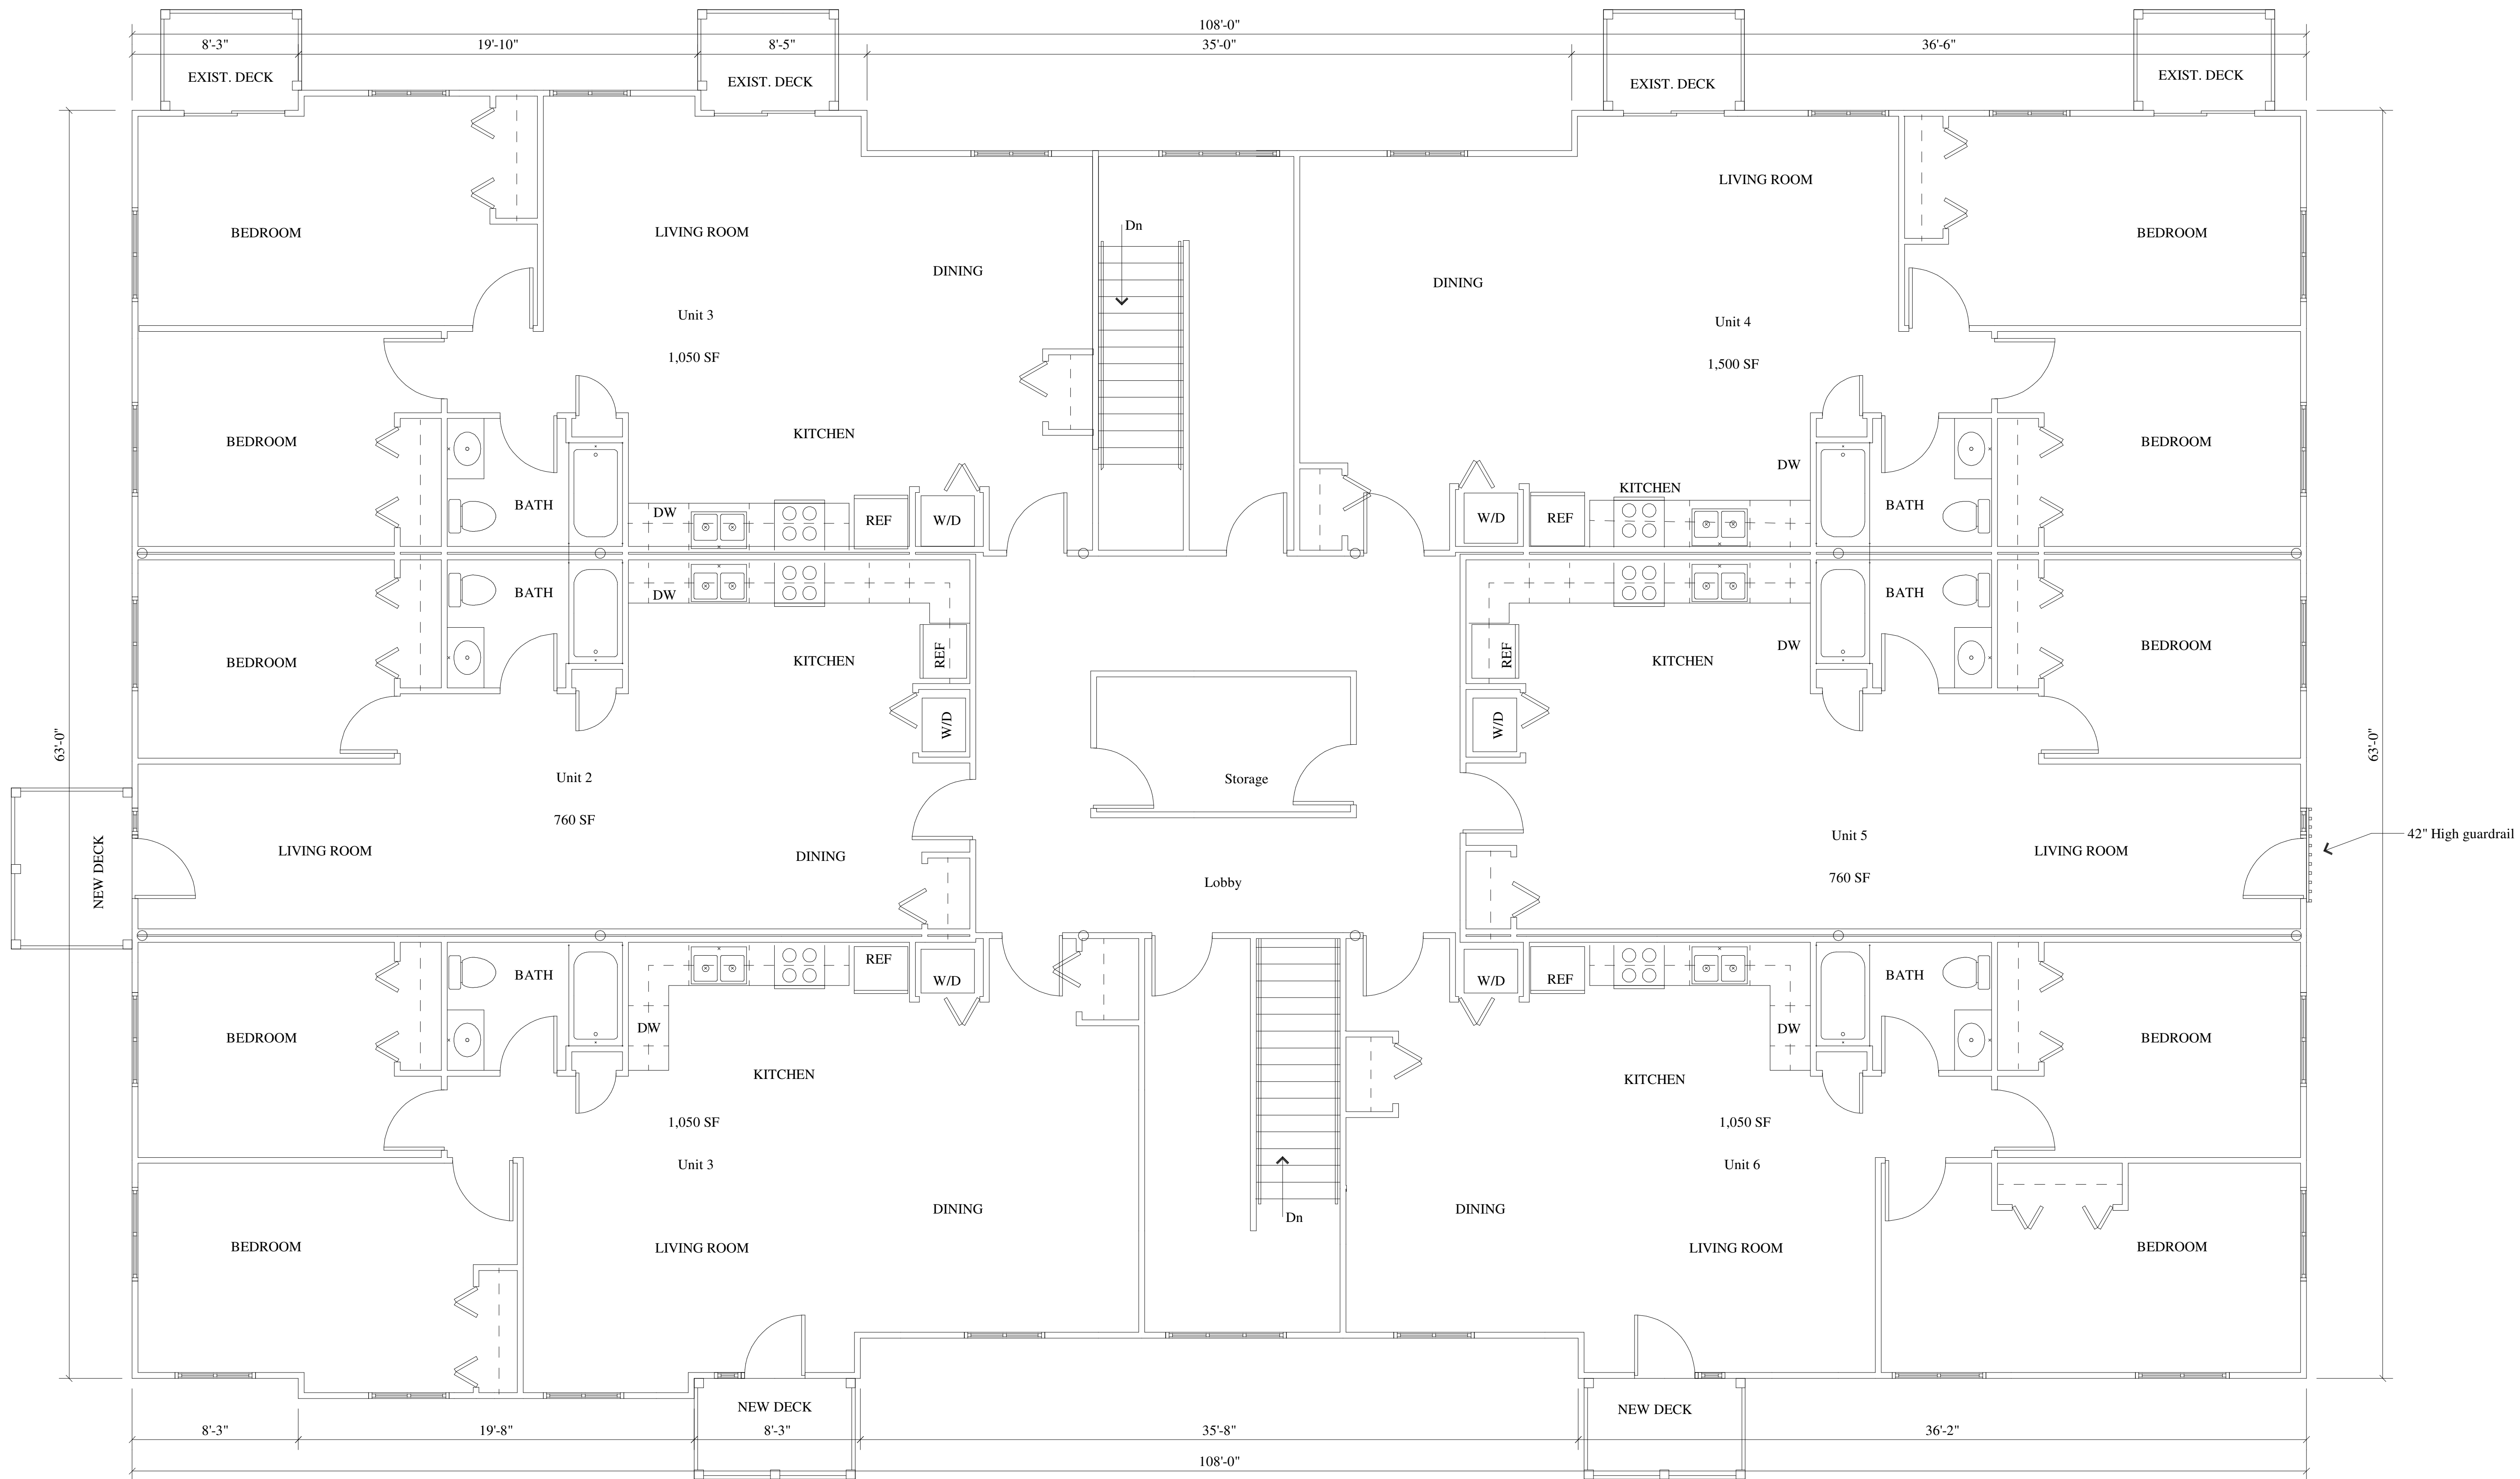 108'-0"
8'-3"
19'-10"
8'-5"
35'-0"
36'-6"
EXIST. DECK
EXIST. DECK
EXIST. DECK
EXIST. DECK
LIVING ROOM
BEDROOM
LIVING ROOM
Dn
BEDROOM
DINING
DINING
Unit 3
Unit 4
1,050 SF
1,500 SF
BEDROOM
KITCHEN
BEDROOM
DW
KITCHEN
BATH
DW
REF
W/D
W/D
REF
BATH
BATH
DW
BATH
BEDROOM
KITCHEN
REF
REF
KITCHEN
DW
BEDROOM
W/D
W/D
63'-0"
63'-0"
Unit 2
Storage
760 SF
Unit 5
42" High guardrail
NEW DECK
LIVING ROOM
DINING
LIVING ROOM
Lobby
760 SF
REF
BATH
W/D
W/D
REF
BATH
BEDROOM
DW
DW
BEDROOM
KITCHEN
KITCHEN
1,050 SF
1,050 SF
Unit 3
Unit 6
DINING
Dn
DINING
BEDROOM
LIVING ROOM
LIVING ROOM
BEDROOM
NEW DECK
NEW DECK
8'-3"
19'-8"
8'-3"
35'-8"
36'-2"
108'-0"